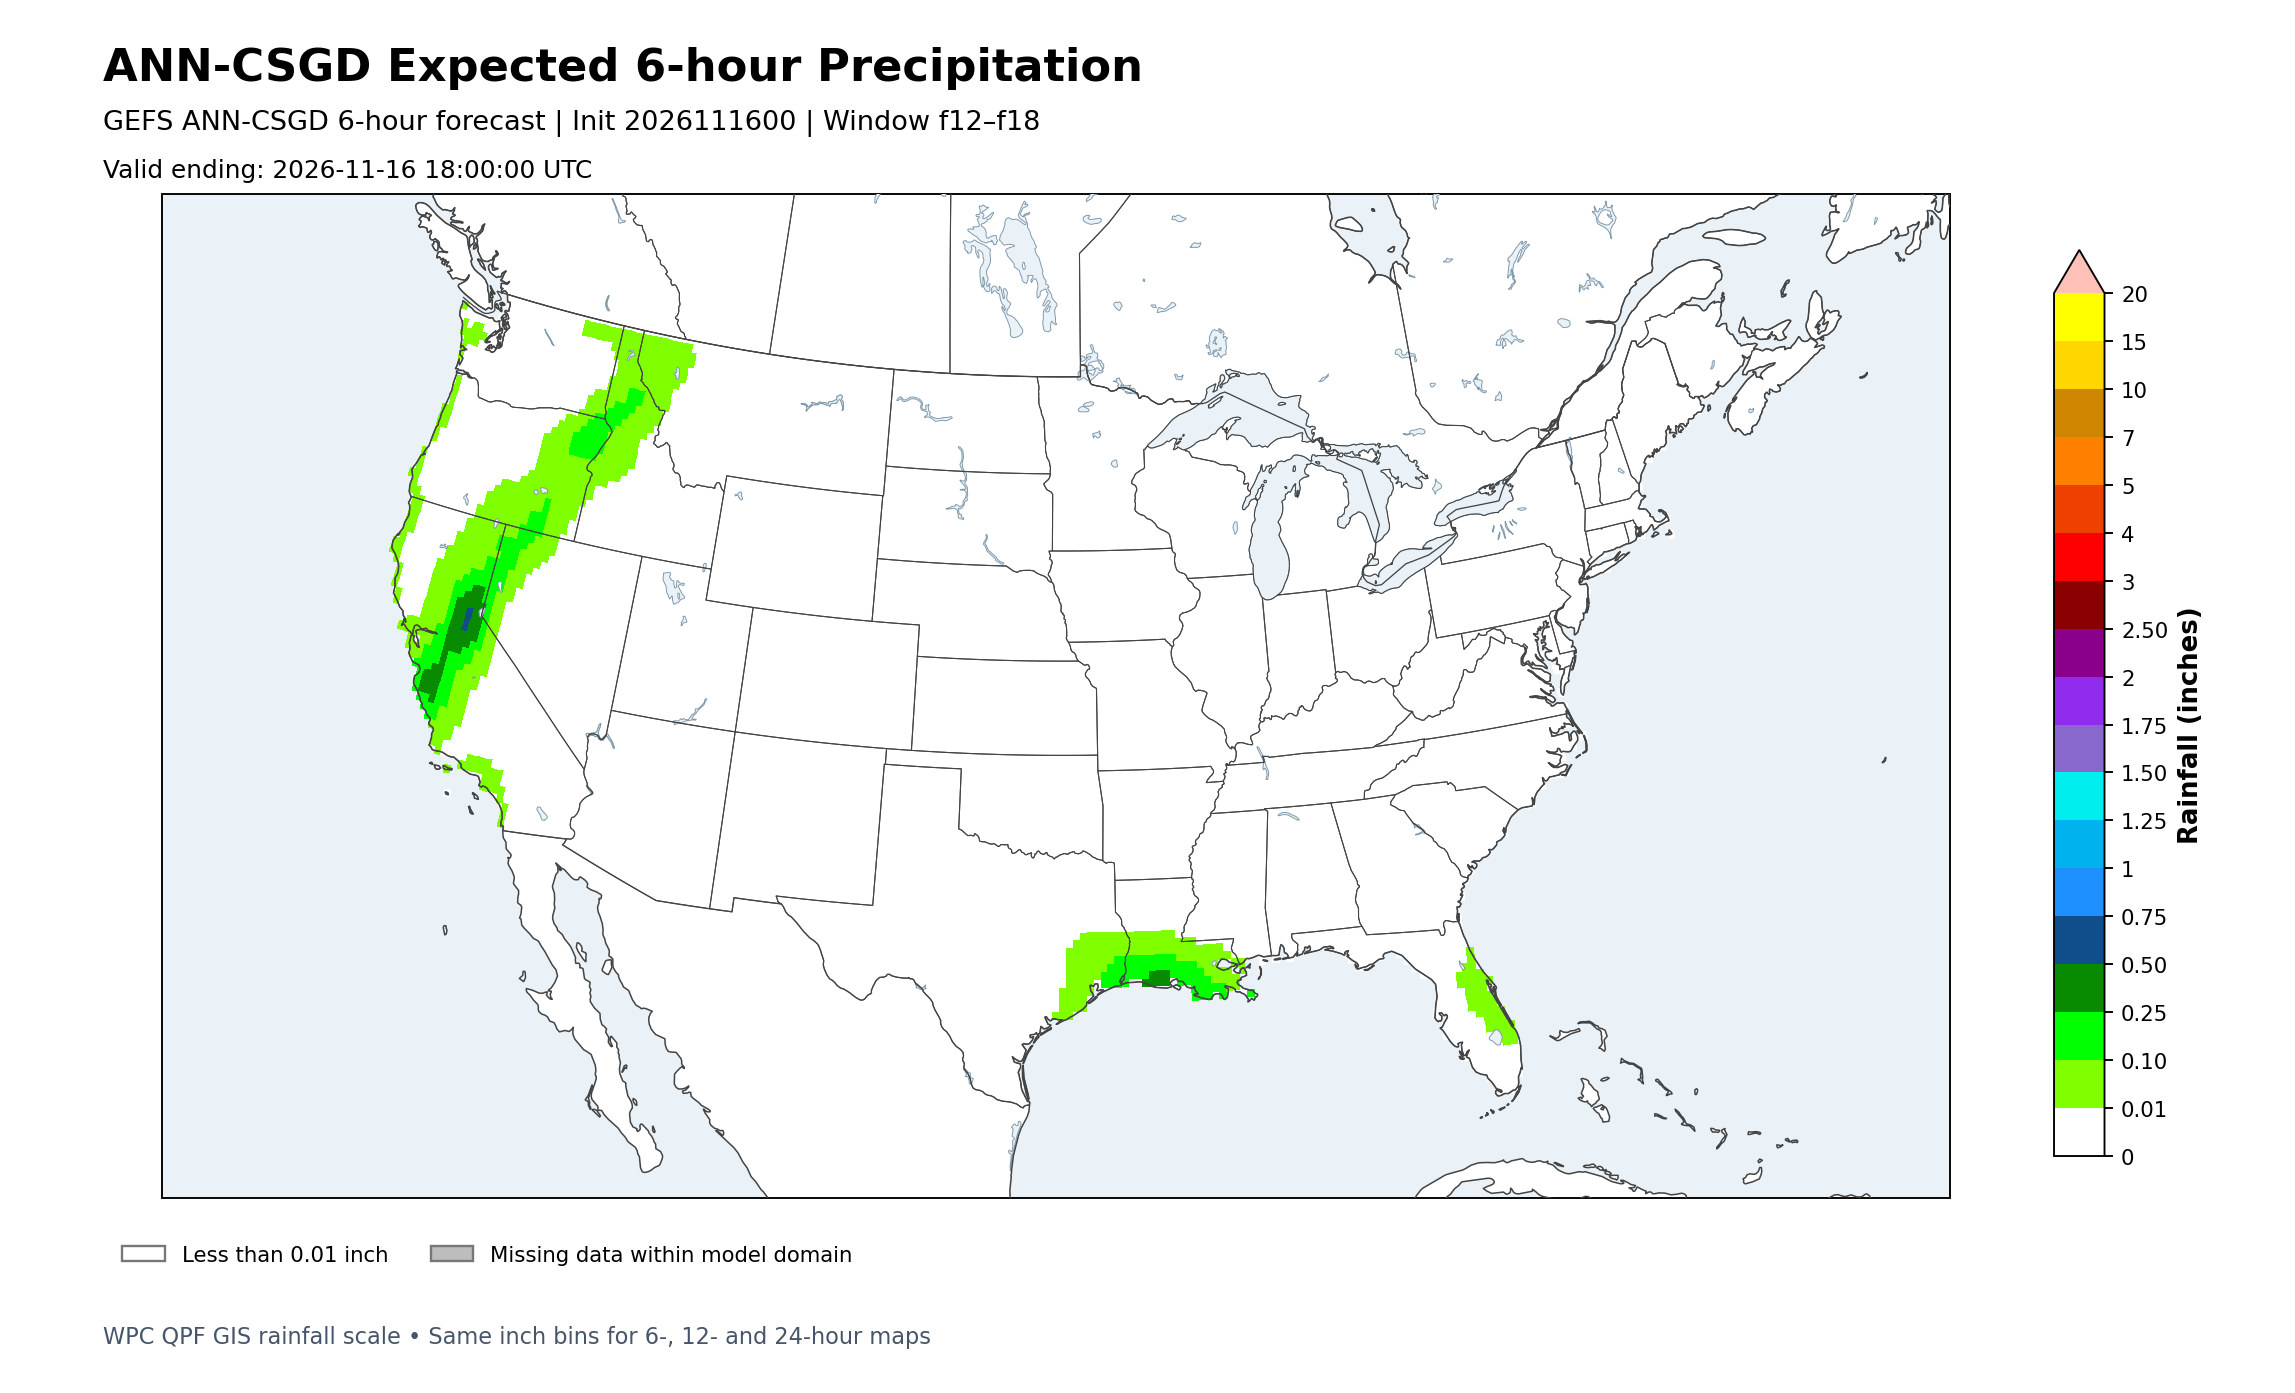 ANN-CSGD Expected 6-hour Precipitation
GEFS ANN-CSGD 6-hour forecast | Init 2026111600 | Window f12–f18
Valid ending: 2026-11-16 18:00:00 UTC
20
15
10
7
5
4
3
2.50
2
1.75
1.50
1.25
1
0.75
0.50
0.25
0.10
0.01
0
Rainfall (inches)
Less than 0.01 inch
Missing data within model domain
WPC QPF GIS rainfall scale • Same inch bins for 6-, 12- and 24-hour maps